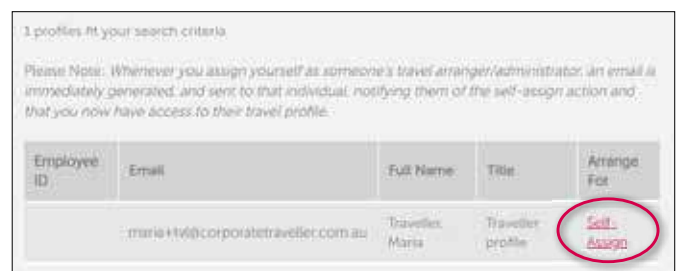 1 profiles fit your search criteria
Please Note: Whenever you assign yourself as someone's travel arranger/administrator, an email is
immediately generated, and sent to that individual, notifying them of the self-assign action and
that you now have access to their travel profile.
Employee ID Email Full Name Title Arrange For
maria+tvl@corporatetraveller.com.au Traveller, Maria Traveller profile Self-Assign